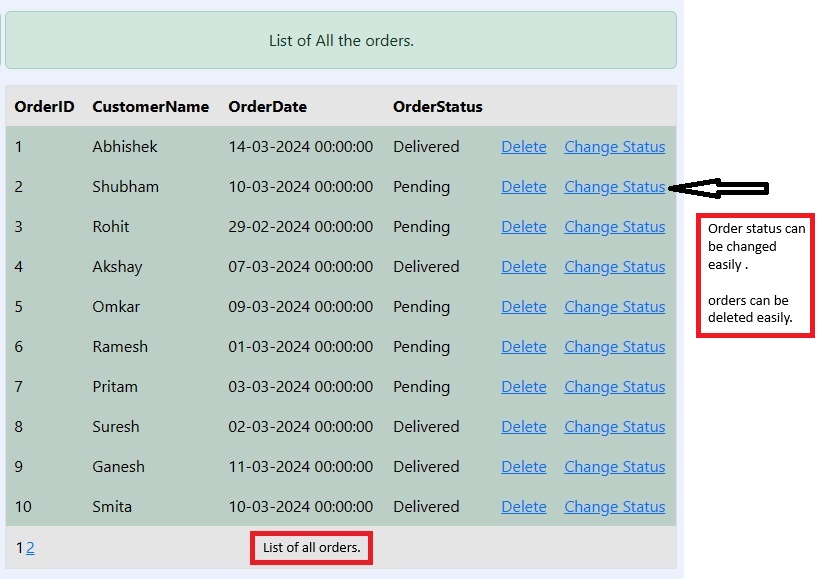 List of All the orders.
OrderID CustomerName OrderDate OrderStatus
1 Abhishek 14-03-2024 00:00:00 Delivered Delete Change Status
2 Shubham 10-03-2024 00:00:00 Pending Delete Change Status
3 Rohit 29-02-2024 00:00:00 Pending Delete Change Status
4 Akshay 07-03-2024 00:00:00 Delivered Delete Change Status
5 Omkar 09-03-2024 00:00:00 Pending Delete Change Status
6 Ramesh 01-03-2024 00:00:00 Pending Delete Change Status
7 Pritam 03-03-2024 00:00:00 Pending Delete Change Status
8 Suresh 02-03-2024 00:00:00 Delivered Delete Change Status
9 Ganesh 11-03-2024 00:00:00 Delivered Delete Change Status
10 Smita 10-03-2024 00:00:00 Delivered Delete Change Status
1 2
List of all orders.
Order status can
be changed
easily .
orders can be
deleted easily.